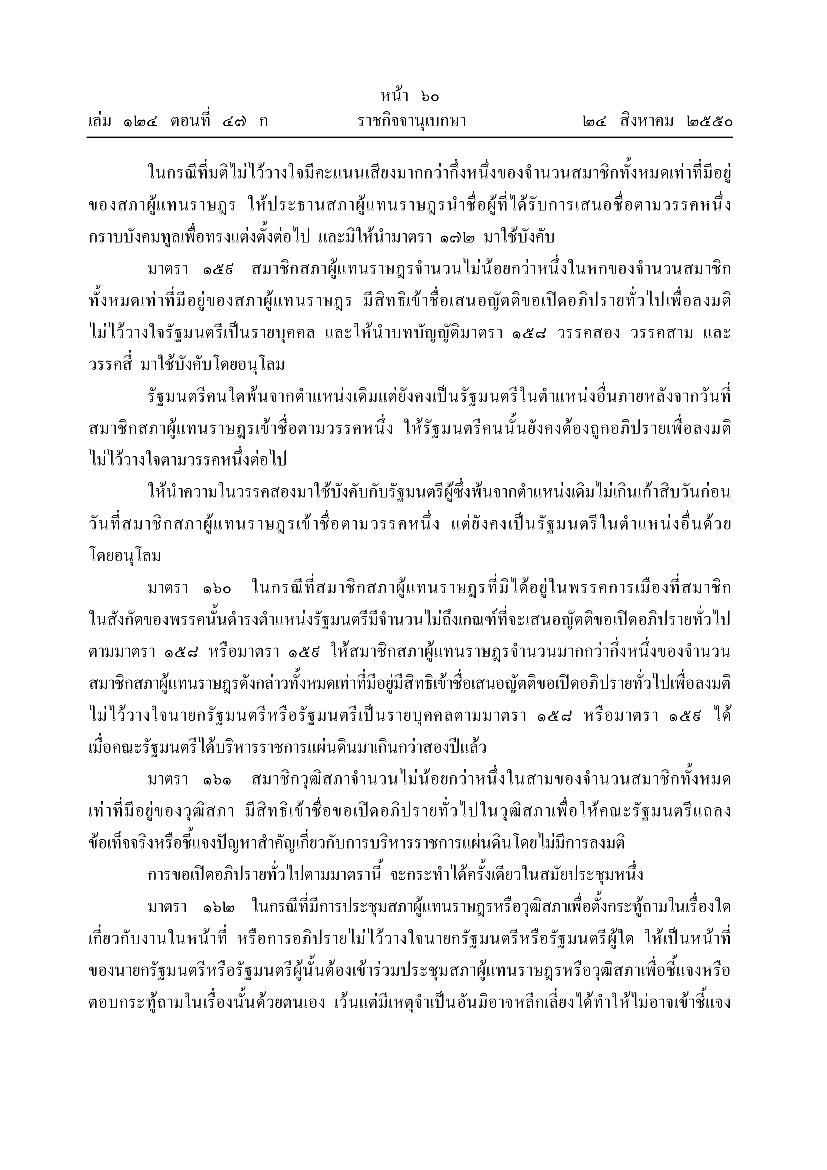 หน้า ๖๐
เล่ม ๑๒๔ ตอนที่ ๔๗ ก ราชกิจจานุเบกษา ๒๔ สิงหาคม ๒๕๕๐
ในกรณีที่มติไม่ไว้วางใจมีคะแนนเสียงมากกว่ากึ่งหนึ่งของจำนวนสมาชิกทั้งหมดเท่าที่มีอยู่
ของสภาผู้แทนราษฎร ให้ประธานสภาผู้แทนราษฎรนำชื่อผู้ที่ได้รับการเสนอชื่อตามวรรคหนึ่ง
กราบบังคมทูลเพื่อทรงแต่งตั้งต่อไป และมิให้นำมาตรา ๑๗๒ มาใช้บังคับ
มาตรา ๑๕๙ สมาชิกสภาผู้แทนราษฎรจำนวนไม่น้อยกว่าหนึ่งในหกของจำนวนสมาชิก
ทั้งหมดเท่าที่มีอยู่ของสภาผู้แทนราษฎร มีสิทธิเข้าชื่อเสนอญัตติขอเปิดอภิปรายทั่วไปเพื่อลงมติ
ไม่ไว้วางใจรัฐมนตรีเป็นรายบุคคล และให้นำบทบัญญัติมาตรา ๑๕๘ วรรคสอง วรรคสาม และ
วรรคสี่ มาใช้บังคับโดยอนุโลม
รัฐมนตรีคนใดพ้นจากตำแหน่งเดิมแต่ยังคงเป็นรัฐมนตรีในตำแหน่งอื่นภายหลังจากวันที่
สมาชิกสภาผู้แทนราษฎรเข้าชื่อตามวรรคหนึ่ง ให้รัฐมนตรีคนนั้นยังคงต้องถูกอภิปรายเพื่อลงมติ
ไม่ไว้วางใจตามวรรคหนึ่งต่อไป
ให้นำความในวรรคสองมาใช้บังคับกับรัฐมนตรีผู้ซึ่งพ้นจากตำแหน่งเดิมไม่เกินเก้าสิบวันก่อน
วันที่สมาชิกสภาผู้แทนราษฎรเข้าชื่อตามวรรคหนึ่ง แต่ยังคงเป็นรัฐมนตรีในตำแหน่งอื่นด้วย
โดยอนุโลม
มาตรา ๑๖๐ ในกรณีที่สมาชิกสภาผู้แทนราษฎรที่มิได้อยู่ในพรรคการเมืองที่สมาชิก
ในสังกัดของพรรคนั้นดำรงตำแหน่งรัฐมนตรีมีจำนวนไม่ถึงเกณฑ์ที่จะเสนอญัตติขอเปิดอภิปรายทั่วไป
ตามมาตรา ๑๕๘ หรือมาตรา ๑๕๙ ให้สมาชิกสภาผู้แทนราษฎรจำนวนมากกว่ากึ่งหนึ่งของจำนวน
สมาชิกสภาผู้แทนราษฎรดังกล่าวทั้งหมดเท่าที่มีอยู่มีสิทธิเข้าชื่อเสนอญัตติขอเปิดอภิปรายทั่วไปเพื่อลงมติ
ไม่ไว้วางใจนายกรัฐมนตรีหรือรัฐมนตรีเป็นรายบุคคลตามมาตรา ๑๕๘ หรือมาตรา ๑๕๙ ได้
เมื่อคณะรัฐมนตรีได้บริหารราชการแผ่นดินมาเกินกว่าสองปีแล้ว
มาตรา ๑๖๑ สมาชิกวุฒิสภาจำนวนไม่น้อยกว่าหนึ่งในสามของจำนวนสมาชิกทั้งหมด
เท่าที่มีอยู่ของวุฒิสภา มีสิทธิเข้าชื่อขอเปิดอภิปรายทั่วไปในวุฒิสภาเพื่อให้คณะรัฐมนตรีแถลง
ข้อเท็จจริงหรือชี้แจงปัญหาสำคัญเกี่ยวกับการบริหารราชการแผ่นดินโดยไม่มีการลงมติ
การขอเปิดอภิปรายทั่วไปตามมาตรานี้ จะกระทำได้ครั้งเดียวในสมัยประชุมหนึ่ง
มาตรา ๑๖๒ ในกรณีที่มีการประชุมสภาผู้แทนราษฎรหรือวุฒิสภาเพื่อตั้งกระทู้ถามในเรื่องใด
เกี่ยวกับงานในหน้าที่ หรือการอภิปรายไม่ไว้วางใจนายกรัฐมนตรีหรือรัฐมนตรีผู้ใด ให้เป็นหน้าที่
ของนายกรัฐมนตรีหรือรัฐมนตรีผู้นั้นต้องเข้าร่วมประชุมสภาผู้แทนราษฎรหรือวุฒิสภาเพื่อชี้แจงหรือ
ตอบกระทู้ถามในเรื่องนั้นด้วยตนเอง เว้นแต่มีเหตุจำเป็นอันมิอาจหลีกเลี่ยงได้ทำให้ไม่อาจเข้าชี้แจง